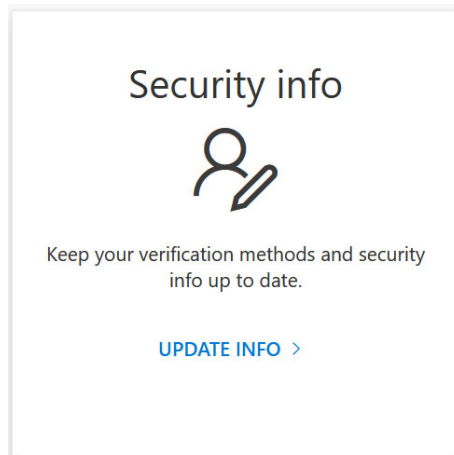 Security info
Keep your verification methods and security
info up to date.
UPDATE INFO >